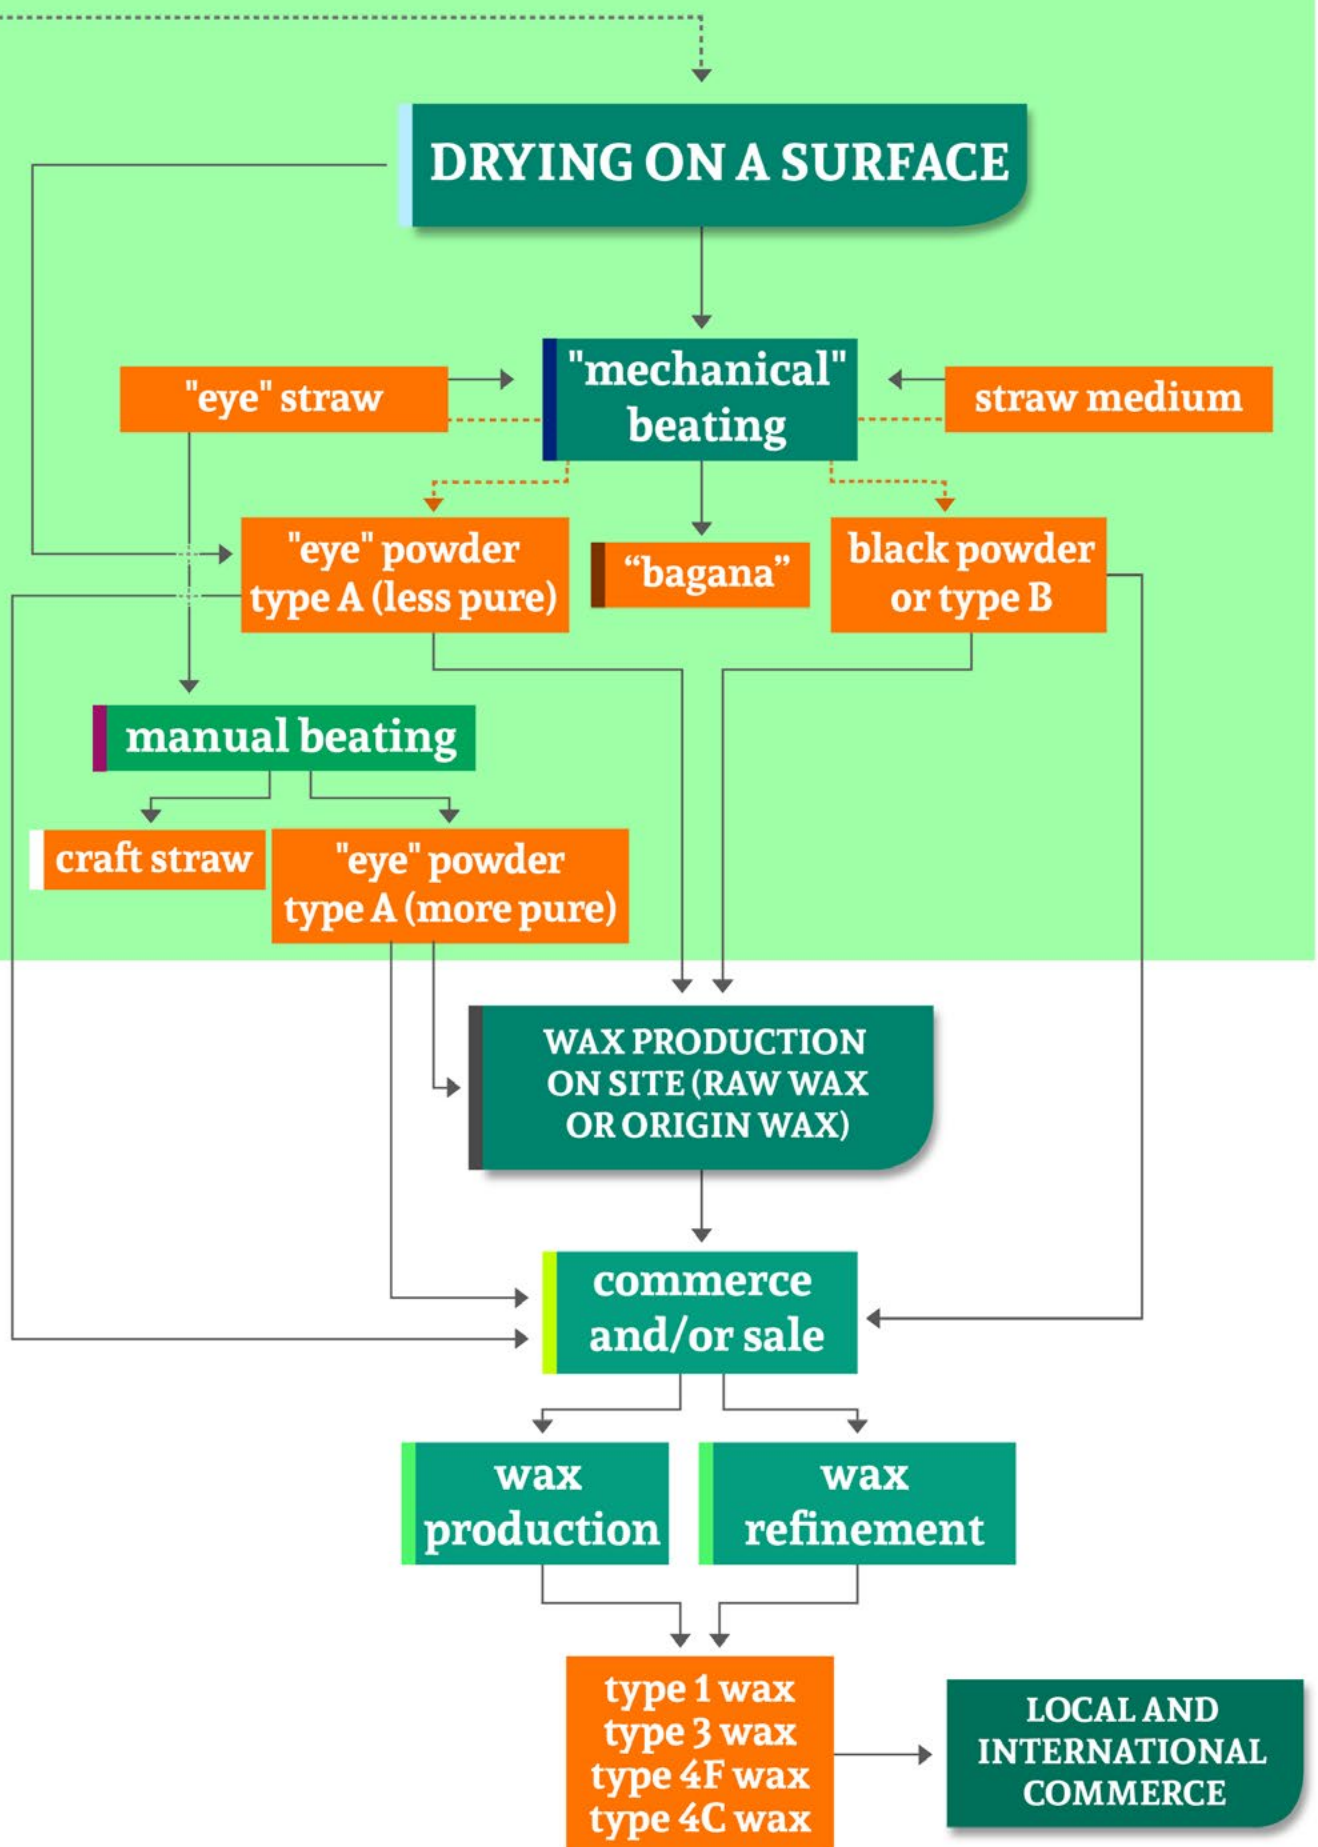 DRYING ON A SURFACE
"mechanical"
beating
"eye" straw
straw medium
"eye" powder
type A (less pure)
“bagana”
black powder
or type B
manual beating
craft straw
"eye" powder
type A (more pure)
WAX PRODUCTION
ON SITE (RAW WAX
OR ORIGIN WAX)
commerce
and/or sale
wax
production
wax
refinement
type 1 wax
type 3 wax
type 4F wax
type 4C wax
LOCAL AND
INTERNATIONAL
COMMERCE